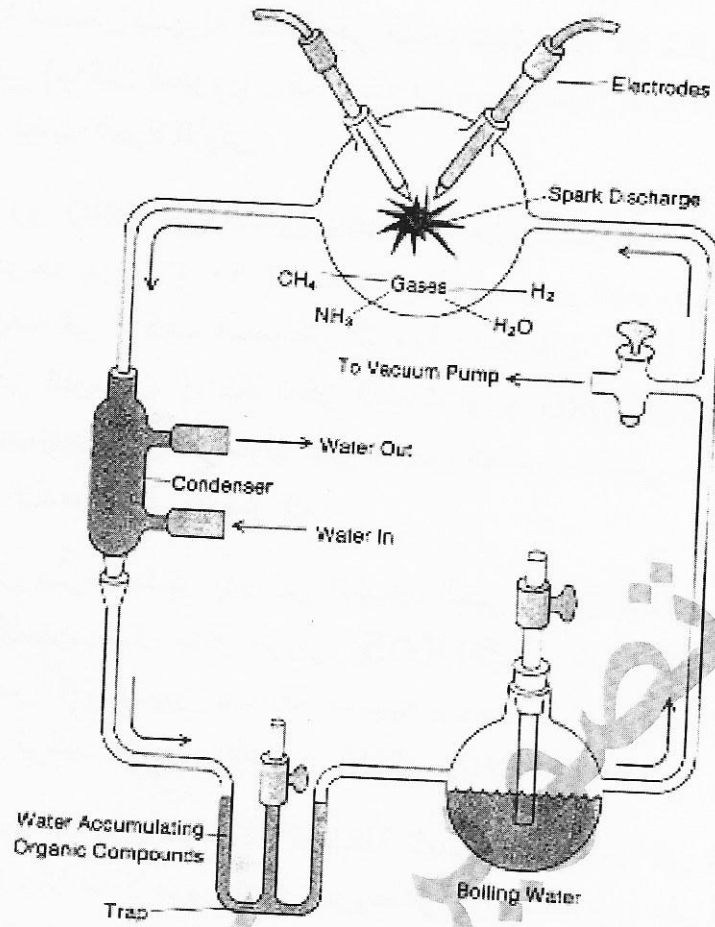 Electrodes
Spark Discharge
CH₄
Gases
H₂
NH₃
H₂O
To Vacuum Pump
Water Out
Condenser
Water In
Water Accumulating
Organic Compounds
Trap
Boiling Water